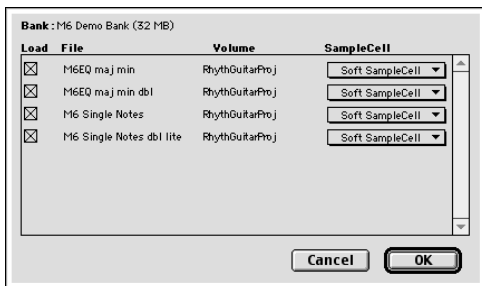 Bank: M6 Demo Bank (32 MB)
Load File Volume SampleCell
M6EQ maj min RhythGuitarProj Soft SampleCell
M6EQ maj min dbl RhythGuitarProj Soft SampleCell
M6 Single Notes RhythGuitarProj Soft SampleCell
M6 Single Notes dbl lite RhythGuitarProj Soft SampleCell
Cancel OK